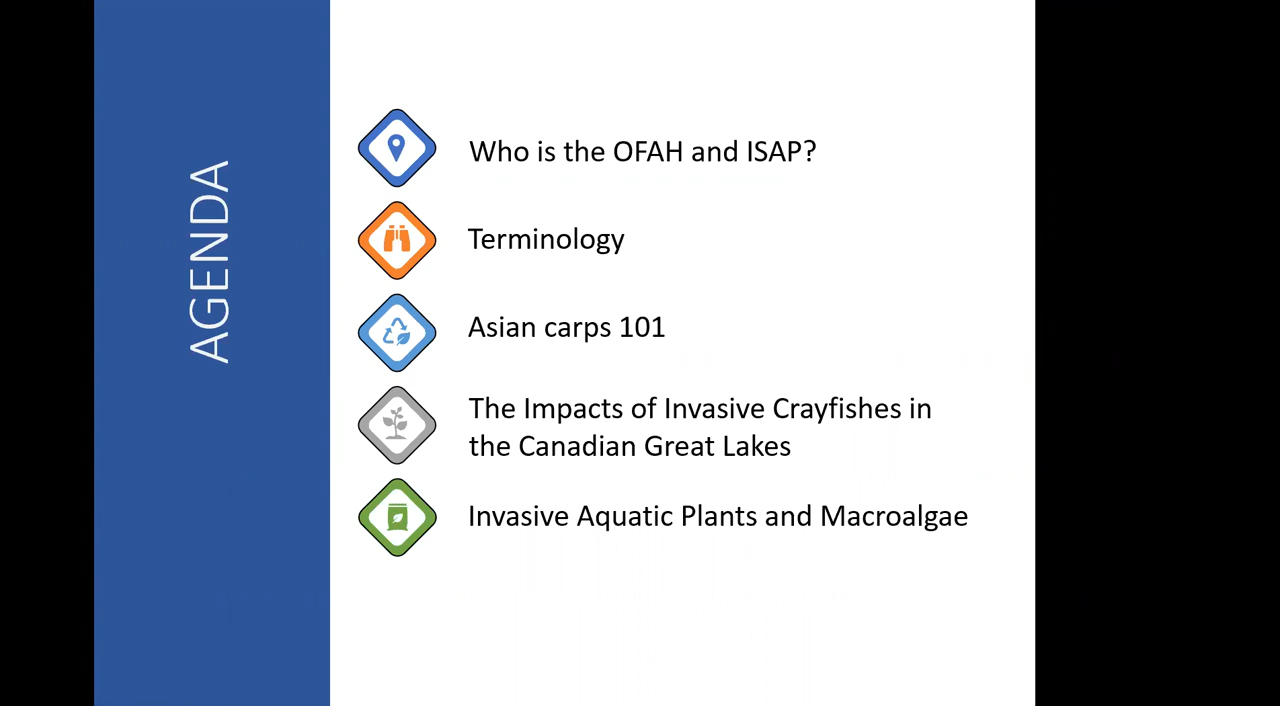 AGENDA
Who is the OFAH and ISAP?
Terminology
Asian carps 101
The Impacts of Invasive Crayfishes in
the Canadian Great Lakes
Invasive Aquatic Plants and Macroalgae